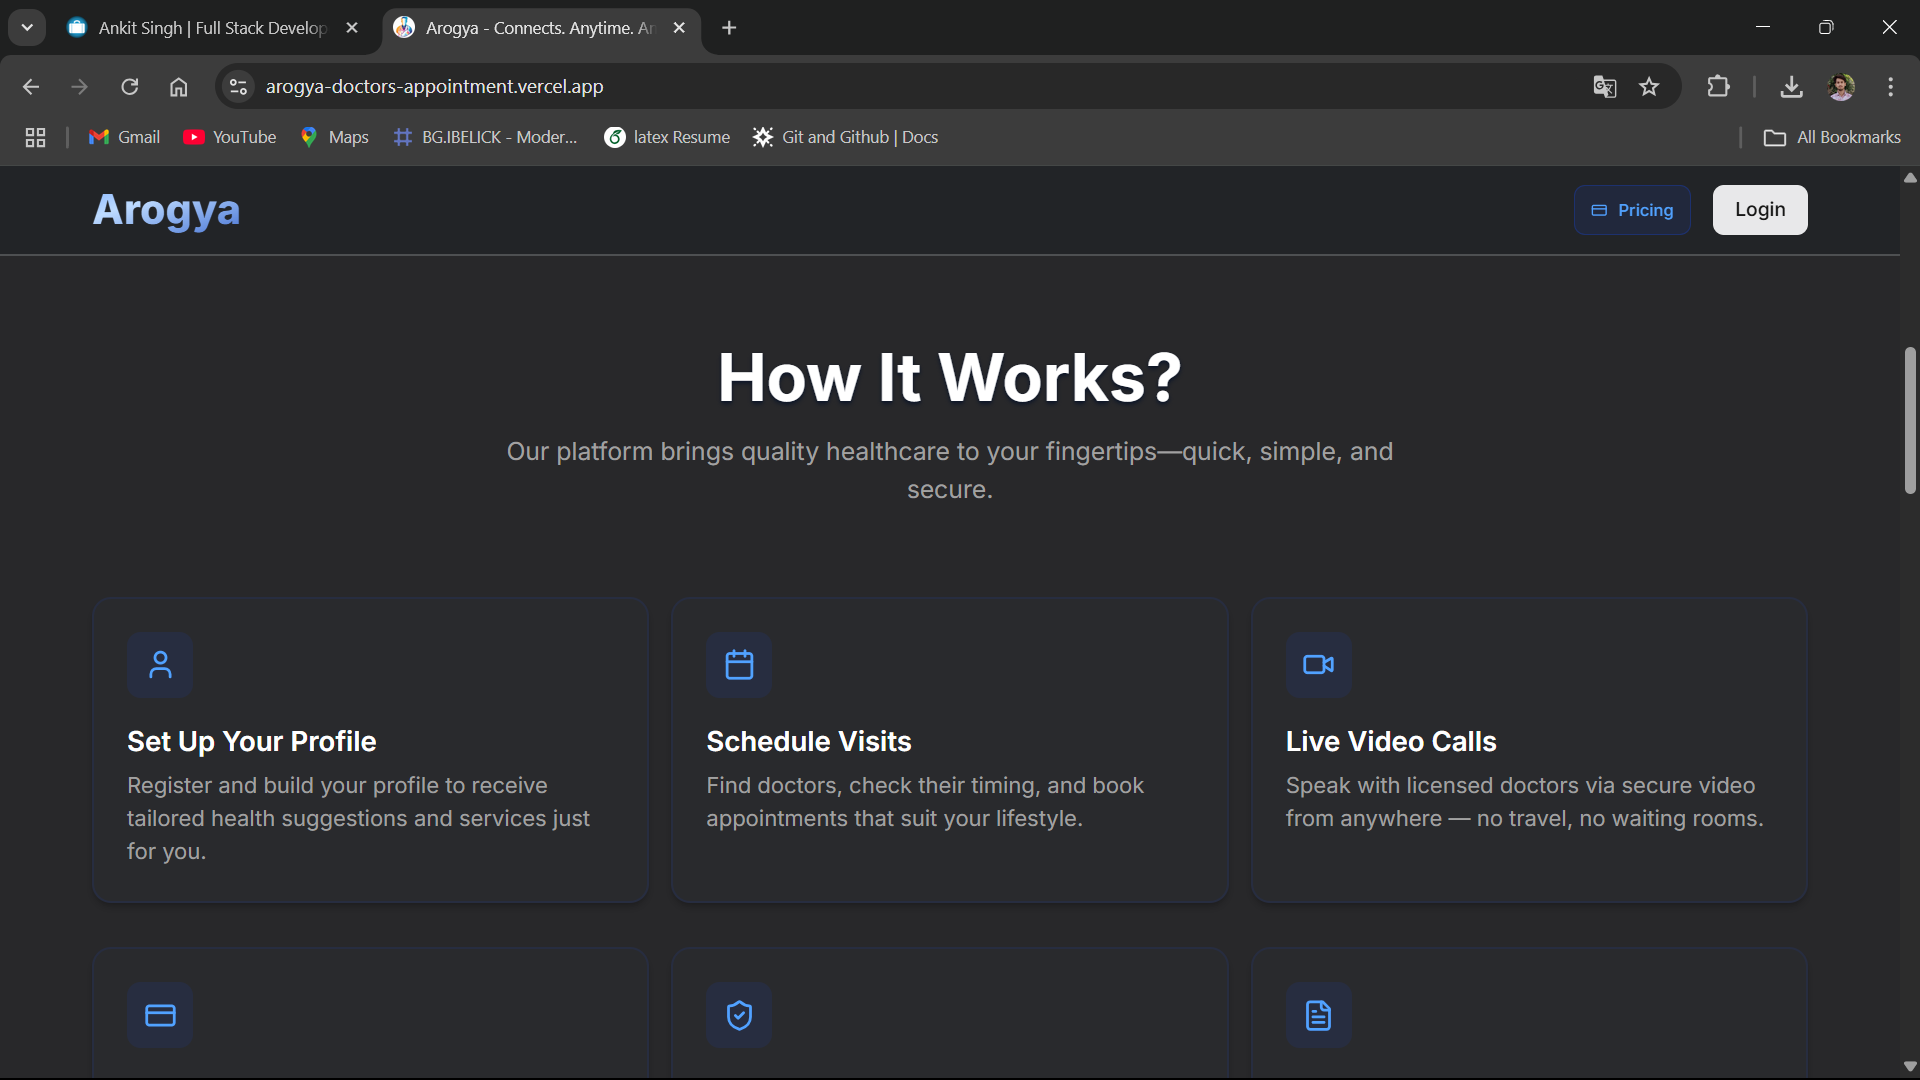 Ankit Singh | Full Stack Develop
Arogya - Connects. Anytime. An
arogya-doctors-appointment.vercel.app
Gmail
YouTube
Maps
BG.IBELICK - Moder...
latex Resume
Git and Github | Docs
All Bookmarks
Arogya
Pricing
Login
How It Works?
Our platform brings quality healthcare to your fingertips—quick, simple, and
secure.
Set Up Your Profile
Register and build your profile to receive
tailored health suggestions and services just
for you.
Schedule Visits
Find doctors, check their timing, and book
appointments that suit your lifestyle.
Live Video Calls
Speak with licensed doctors via secure video
from anywhere — no travel, no waiting rooms.